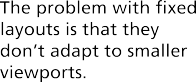 The problem with fixed
layouts is that they
don't adapt to smaller
viewports.